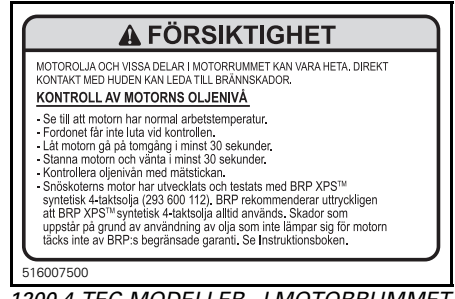 ⚠ FÖRSIKTIGHET
MOTOROLJA OCH VISSA DELAR I MOTORRUMMET KAN VARA HETA. DIREKT
KONTAKT MED HUDEN KAN LEDA TILL BRÄNNSKADOR.
KONTROLL AV MOTORNS OLJENIVÅ
- Se till att motorn har normal arbetstemperatur.
- Fordonet får inte luta vid kontrollen.
- Låt motorn gå på tomgång i minst 30 sekunder.
- Stanna motorn och vänta i minst 30 sekunder.
- Kontrollera oljenivån med mätstickan.
- Snöskoterns motor har utvecklats och testats med BRP XPS™
syntetisk 4-taktsolja (293 600 112). BRP rekommenderar uttryckligen
att BRP XPS™ syntetisk 4-taktsolja alltid används. Skador som
uppstår på grund av användning av olja som inte lämpar sig för motorn
täcks inte av BRP:s begränsade garanti. Se Instruktionsboken.
516007500
1200 4-TEC MODELLER - I MOTORRUMMET